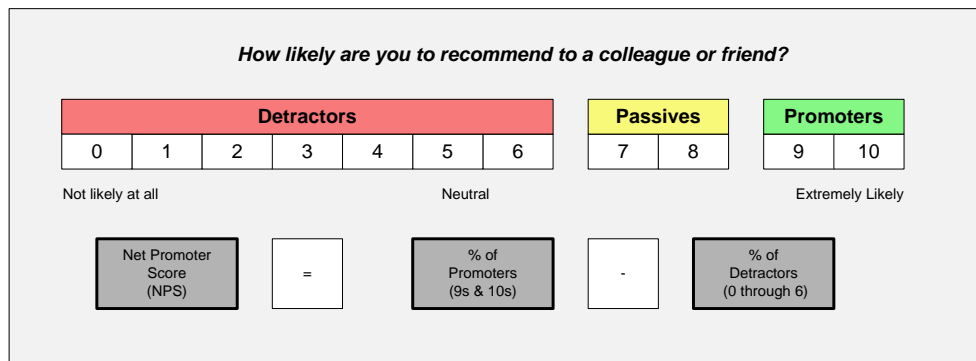 How likely are you to recommend to a colleague or friend?
Detractors
Passives
Promoters
0 1 2 3 4 5 6 7 8 9 10
Not likely at all
Neutral
Extremely Likely
Net Promoter
Score
(NPS)
=
% of
Promoters
(9s & 10s)
-
% of
Detractors
(0 through 6)